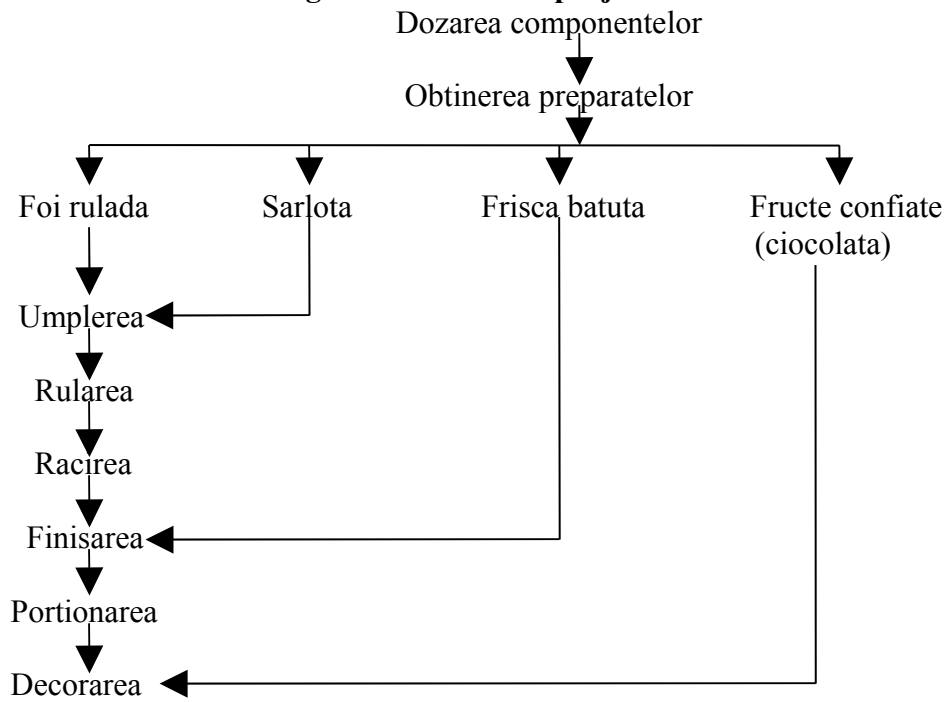 Dozarea componentelor
Obtinerea preparatelor
Foi rulada Sarlota Frisca batuta Fructe confiate
(ciocolata)
Umplerea
Rularea
Racirea
Finisarea
Portionarea
Decorarea